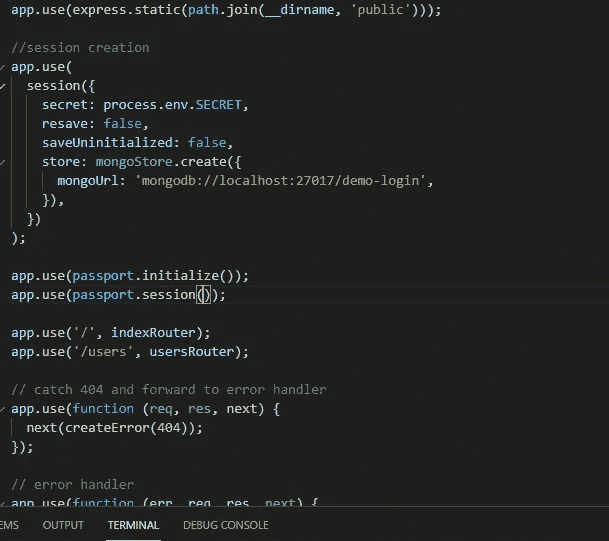 app.use(express.static(path.join(__dirname, 'public')));
//session creation
app.use(
session({
secret: process.env.SECRET,
resave: false,
saveUninitialized: false,
store: mongoStore.create({
mongoUrl: 'mongodb://localhost:27017/demo-login',
}),
})
);
app.use(passport.initialize());
app.use(passport.session());
app.use('/', indexRouter);
app.use('/users', usersRouter);
// catch 404 and forward to error handler
app.use(function (req, res, next) {
next(createError(404));
});
// error handler
app.use(function (err, req, res, next) {
EMS OUTPUT TERMINAL DEBUG CONSOLE